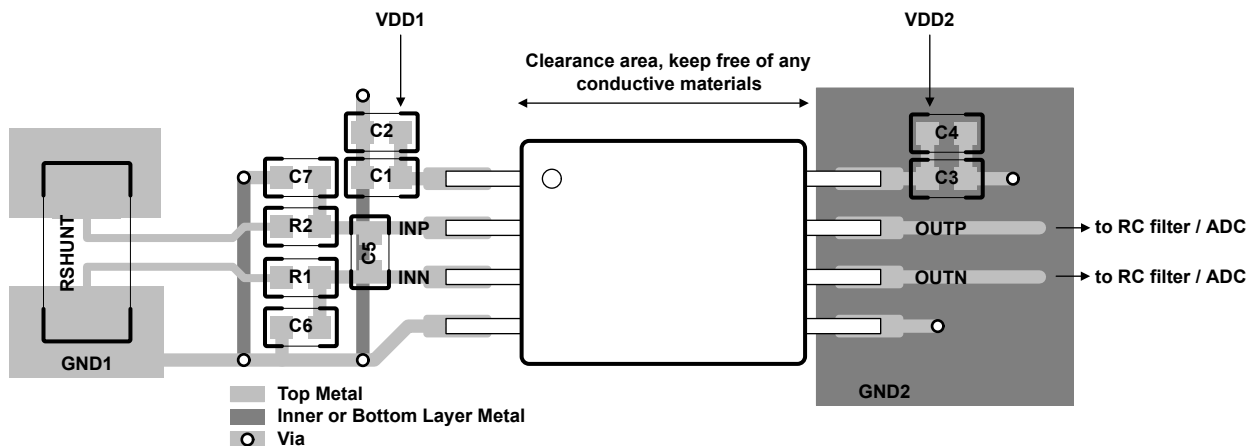 VDD1
VDD2
Clearance area, keep free of any
conductive materials
C2
C4
C7
C1
C3
RSHUNT
R2
INP
OUTP
to RC filter / ADC
C5
R1
INN
OUTN
to RC filter / ADC
C6
GND1
GND2
Top Metal
Inner or Bottom Layer Metal
Via